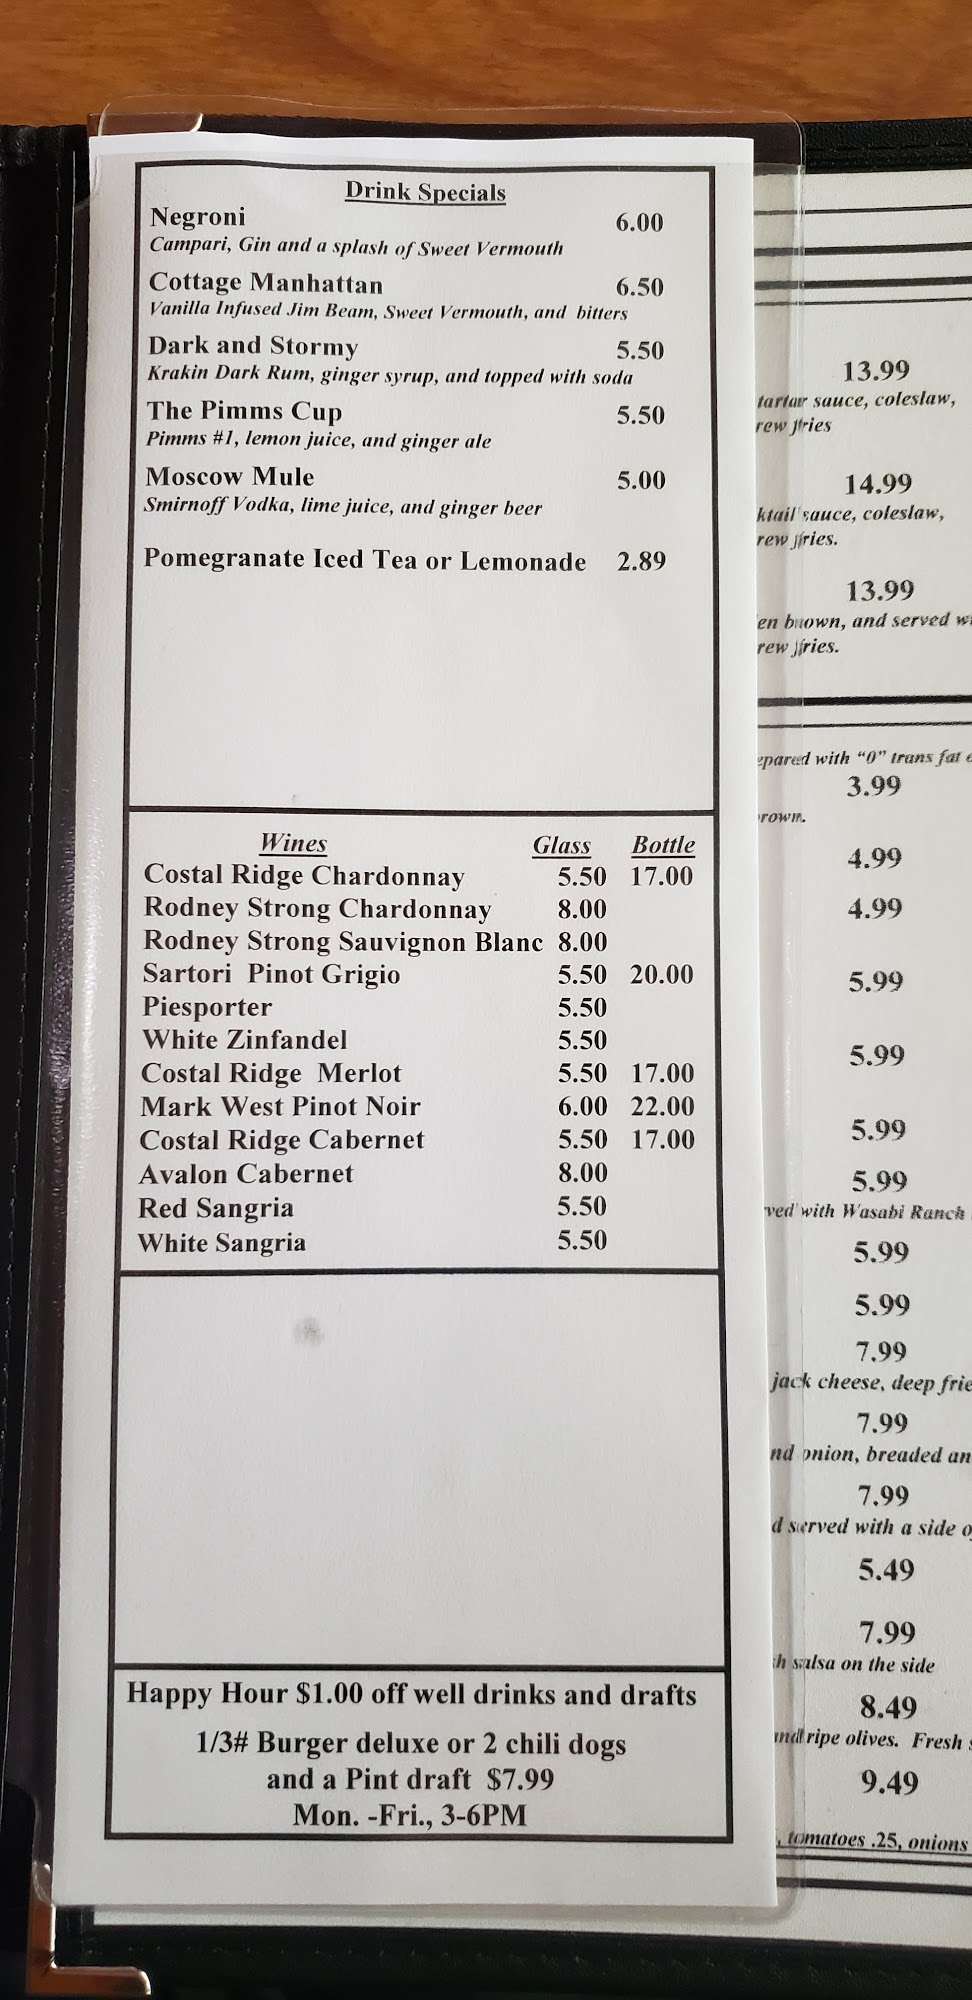 Drink Specials
Negroni 6.00
Campari, Gin and a splash of Sweet Vermouth
Cottage Manhattan 6.50
Vanilla Infused Jim Beam, Sweet Vermouth, and bitters
Dark and Stormy 5.50
Krakin Dark Rum, ginger syrup, and topped with soda
The Pimms Cup 5.50
Pimms #1, lemon juice, and ginger ale
Moscow Mule 5.00
Smirnoff Vodka, lime juice, and ginger beer
Pomegranate Iced Tea or Lemonade 2.89
Wines Glass Bottle
Costal Ridge Chardonnay 5.50 17.00
Rodney Strong Chardonnay 8.00
Rodney Strong Sauvignon Blanc 8.00
Sartori Pinot Grigio 5.50 20.00
Piesporter 5.50
White Zinfandel 5.50
Costal Ridge Merlot 5.50 17.00
Mark West Pinot Noir 6.00 22.00
Costal Ridge Cabernet 5.50 17.00
Avalon Cabernet 8.00
Red Sangria 5.50
White Sangria 5.50
Happy Hour $1.00 off well drinks and drafts
1/3# Burger deluxe or 2 chili dogs
and a Pint draft $7.99
Mon. -Fri., 3-6PM
13.99
tartar sauce, coleslaw,
fries
14.99
sauce, coleslaw,
fries.
13.99
brown, and served
fries.
with "0" trans fat
3.99
4.99
4.99
5.99
5.99
5.99
5.99
with Wasabi Ranch
5.99
5.99
7.99
jack cheese, deep
7.99
onion, breaded
7.99
served with a side
5.49
7.99
salsa on the side
8.49
ripe olives. Fresh
9.49
, tomatoes .25, onions